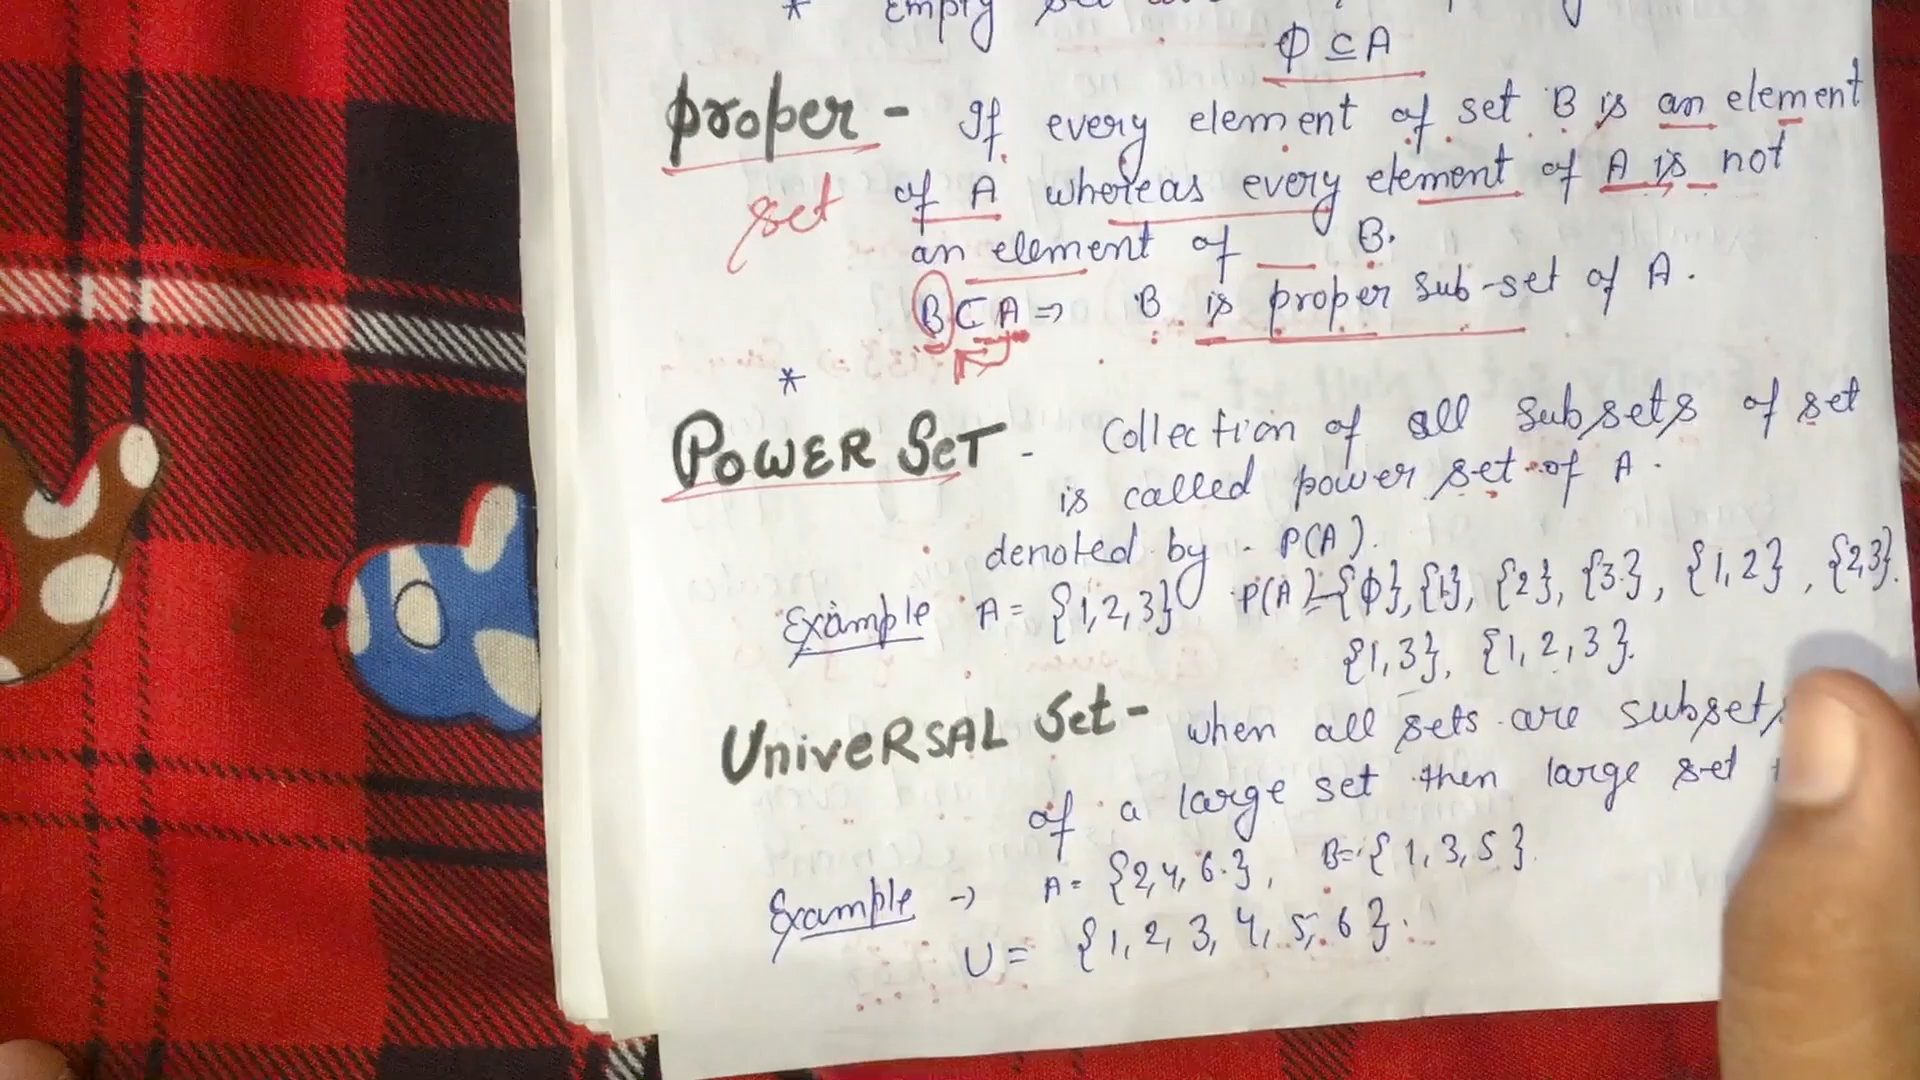 * Empty set
Φ ⊆ A
Proper - If every element of set B is an element
set of A whereas every element of A is not
an element of __ B.
B ⊂ A ⇒ B is proper sub-set of A.
*
POWER SET - Collection of all subsets of set
is called power set of A.
denoted by - P(A).
Example A = {1,2,3} P(A)={Φ},{1},{2},{3},{1,2},{2,3}.
{1,3}, {1,2,3}.
UniveRSAL Set - when all sets are subsets
of a large set then large set
Example → A = {2,4,6}, B = {1,3,5}.
U = {1,2,3,4,5,6}.